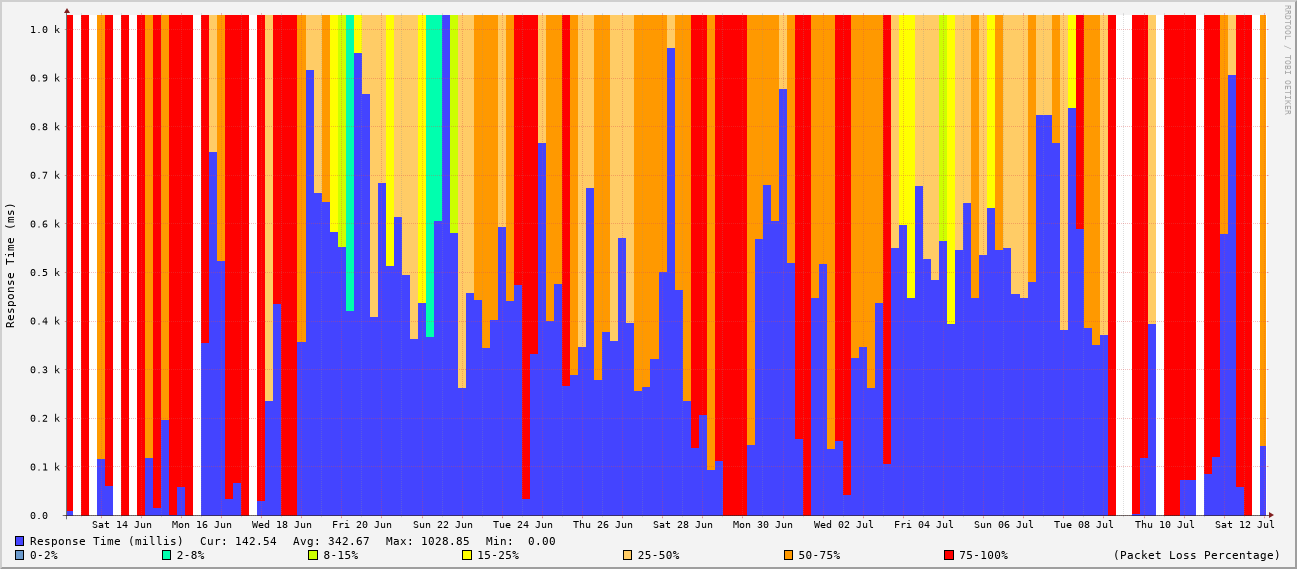 RRDTOOL / TOBI OETIKER
Response Time (ms)
1.0 k
0.9 k
0.8 k
0.7 k
0.6 k
0.5 k
0.4 k
0.3 k
0.2 k
0.1 k
0.0
Sat 14 Jun Mon 16 Jun Wed 18 Jun Fri 20 Jun Sun 22 Jun Tue 24 Jun Thu 26 Jun Sat 28 Jun Mon 30 Jun Wed 02 Jul Fri 04 Jul Sun 06 Jul Tue 08 Jul Thu 10 Jul Sat 12 Jul
Response Time (millis) Cur: 142.54 Avg: 342.67 Max: 1028.85 Min: 0.00
0-2% 2-8% 8-15% 15-25% 25-50% 50-75% 75-100% (Packet Loss Percentage)